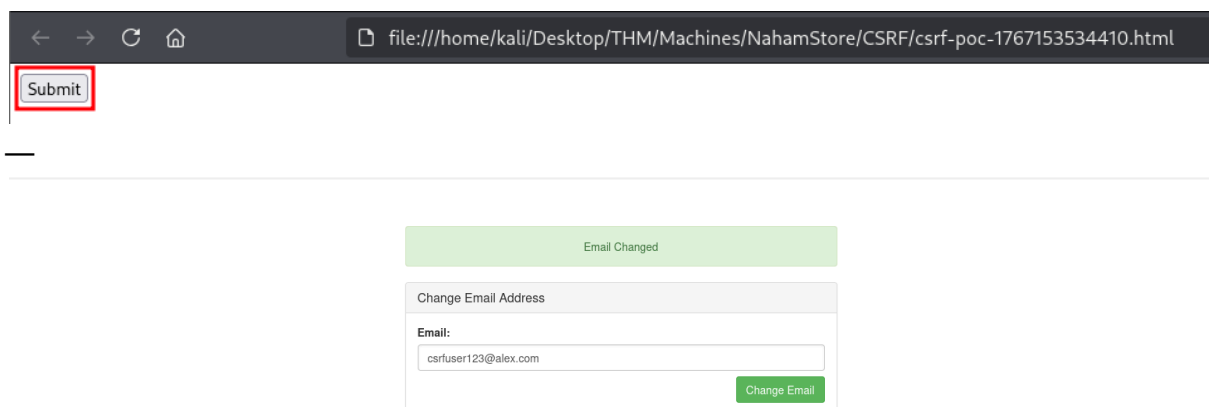 file:///home/kali/Desktop/THM/Machines/NahamStore/CSRF/csrf-poc-1767153534410.html
Submit
Email Changed
Change Email Address
Email:
csrfuser123@alex.com
Change Email